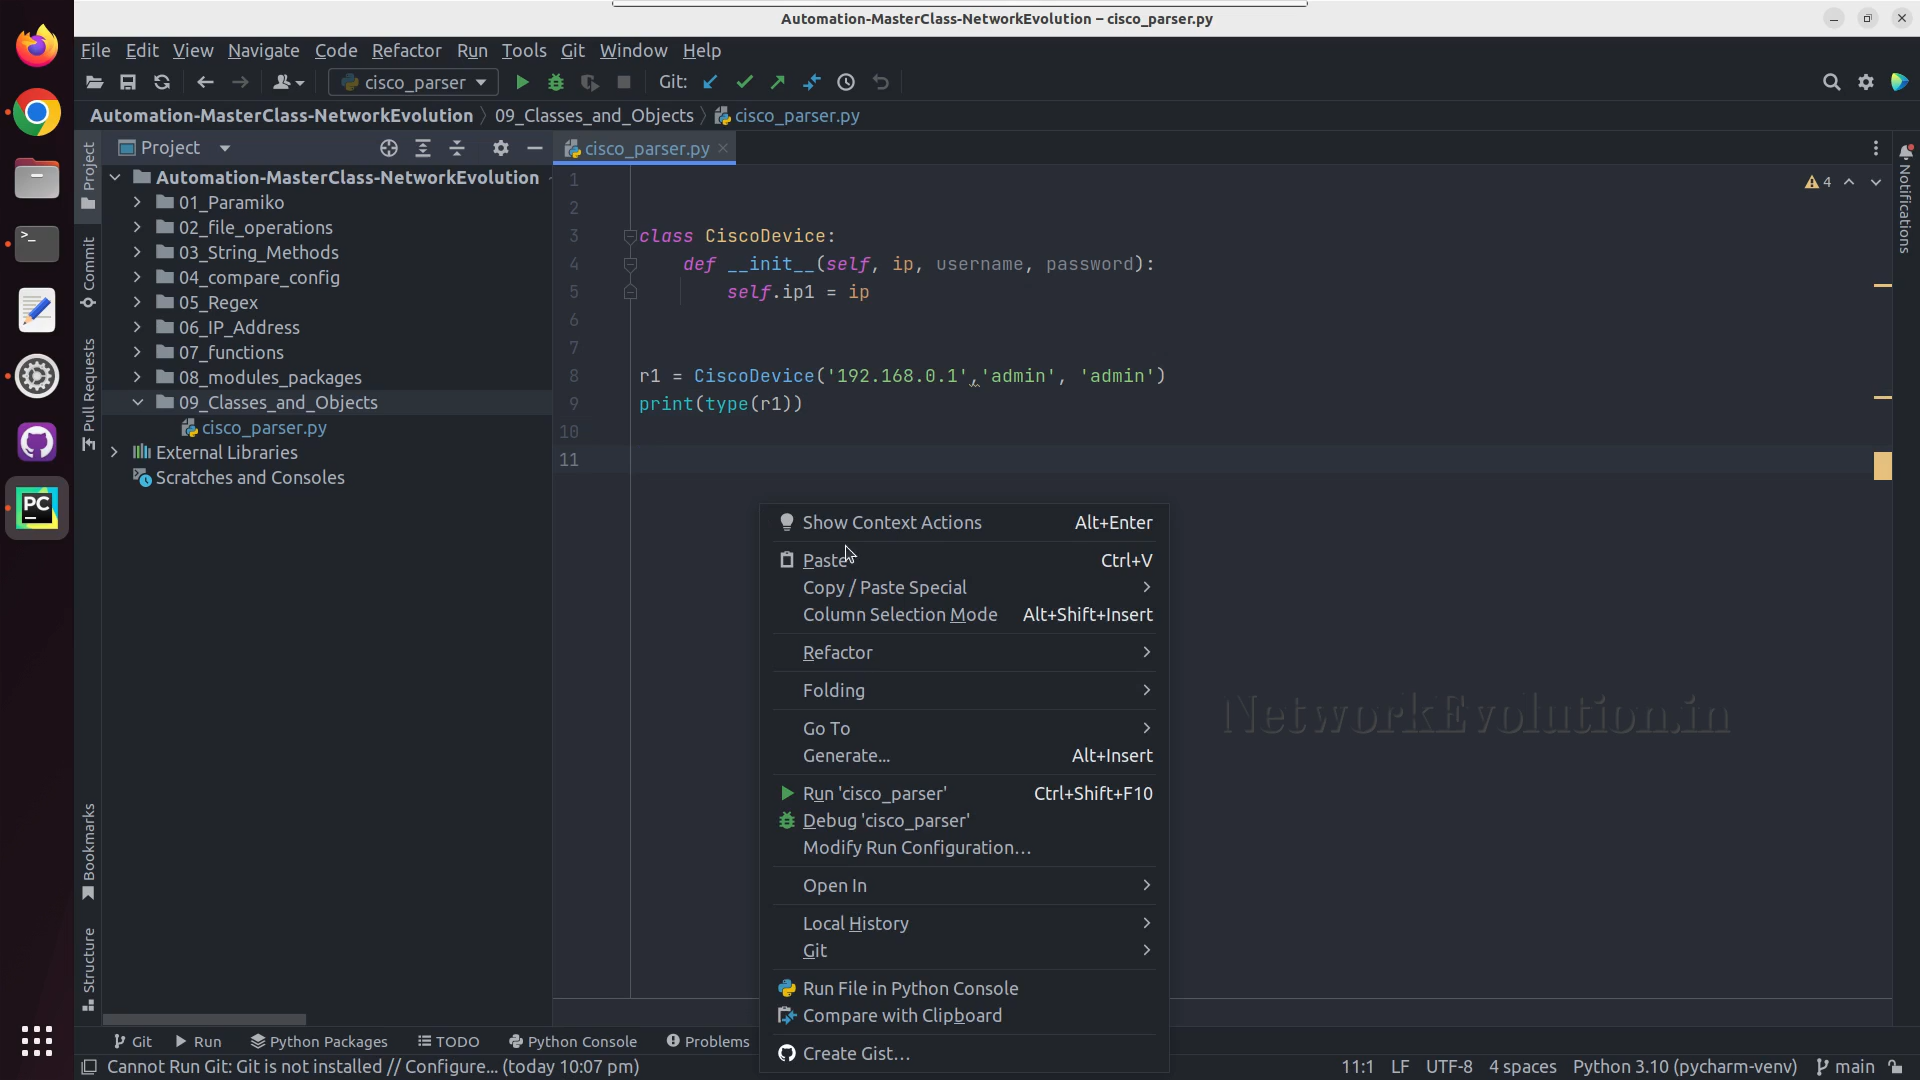 Automation-MasterClass-NetworkEvolution – cisco_parser.py
File Edit View Navigate Code Refactor Run Tools Git Window Help
cisco_parser Git:
Automation-MasterClass-NetworkEvolution 09_Classes_and_Objects cisco_parser.py
Project
cisco_parser.py
Project
Commit
Pull Requests
Bookmarks
Structure
Notifications
Automation-MasterClass-NetworkEvolution
01_Paramiko
02_file_operations
03_String_Methods
04_compare_config
05_Regex
06_IP_Address
07_functions
08_modules_packages
09_Classes_and_Objects
cisco_parser.py
External Libraries
Scratches and Consoles
4
1
2
3 class CiscoDevice:
4 def __init__(self, ip, username, password):
5 self.ip1 = ip
6
7
8 r1 = CiscoDevice('192.168.0.1','admin', 'admin')
9 print(type(r1))
10
11
Show Context Actions Alt+Enter
Paste Ctrl+V
Copy / Paste Special
Column Selection Mode Alt+Shift+Insert
Refactor
Folding
Go To
Generate... Alt+Insert
Run 'cisco_parser' Ctrl+Shift+F10
Debug 'cisco_parser'
Modify Run Configuration...
Open In
Local History
Git
Run File in Python Console
Compare with Clipboard
Create Gist...
NetworkEvolution.in
Git Run Python Packages TODO Python Console Problems
Cannot Run Git: Git is not installed // Configure... (today 10:07 pm)
11:1 LF UTF-8 4 spaces Python 3.10 (pycharm-venv) main
PC